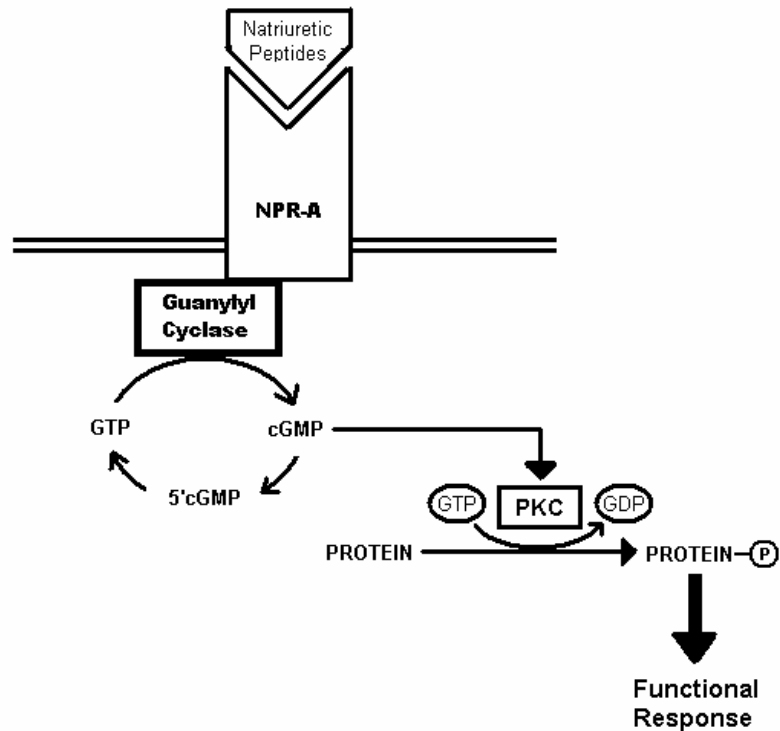 Natriuretic
Peptides
NPR-A
Guanylyl
Cyclase
GTP
cGMP
5'cGMP
GTP
PKC
GDP
PROTEIN
PROTEIN
P
Functional
Response